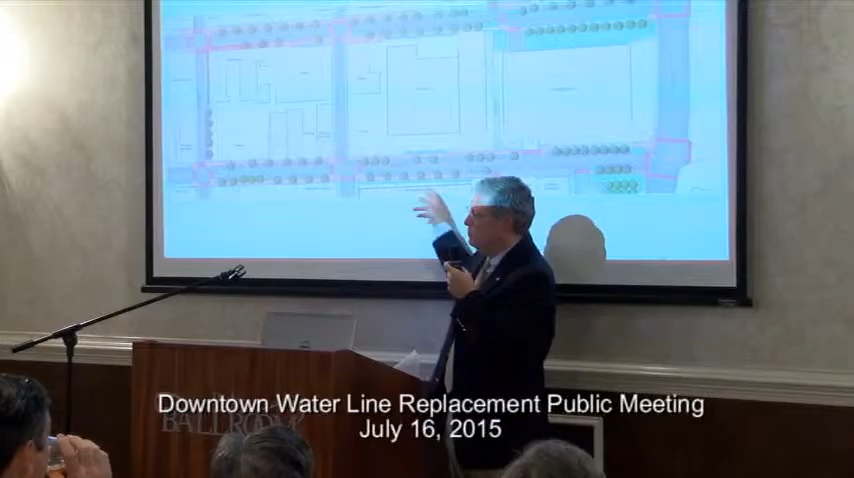 Downtown Water Line Replacement Public Meeting
July 16, 2015
BALLROOM